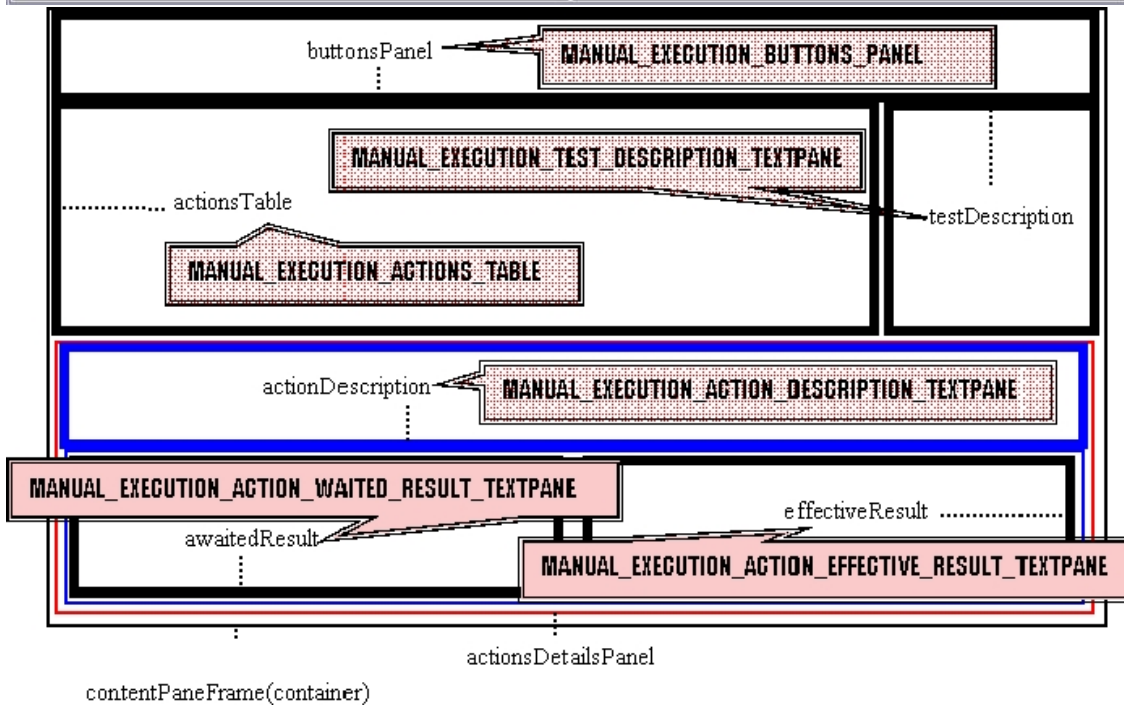 buttonsPanel
MANUAL_EXECUTION_BUTTONS_PANEL
MANUAL_EXECUTION_TEST_DESCRIPTION_TEXTPANE
actionsTable
testDescription
MANUAL_EXECUTION_ACTIONS_TABLE
actionDescription
MANUAL_EXECUTION_ACTION_DESCRIPTION_TEXTPANE
MANUAL_EXECUTION_ACTION_WAITED_RESULT_TEXTPANE
effectiveResult
awaitedResult
MANUAL_EXECUTION_ACTION_EFFECTIVE_RESULT_TEXTPANE
actionsDetailsPanel
contentPaneFrame(container)